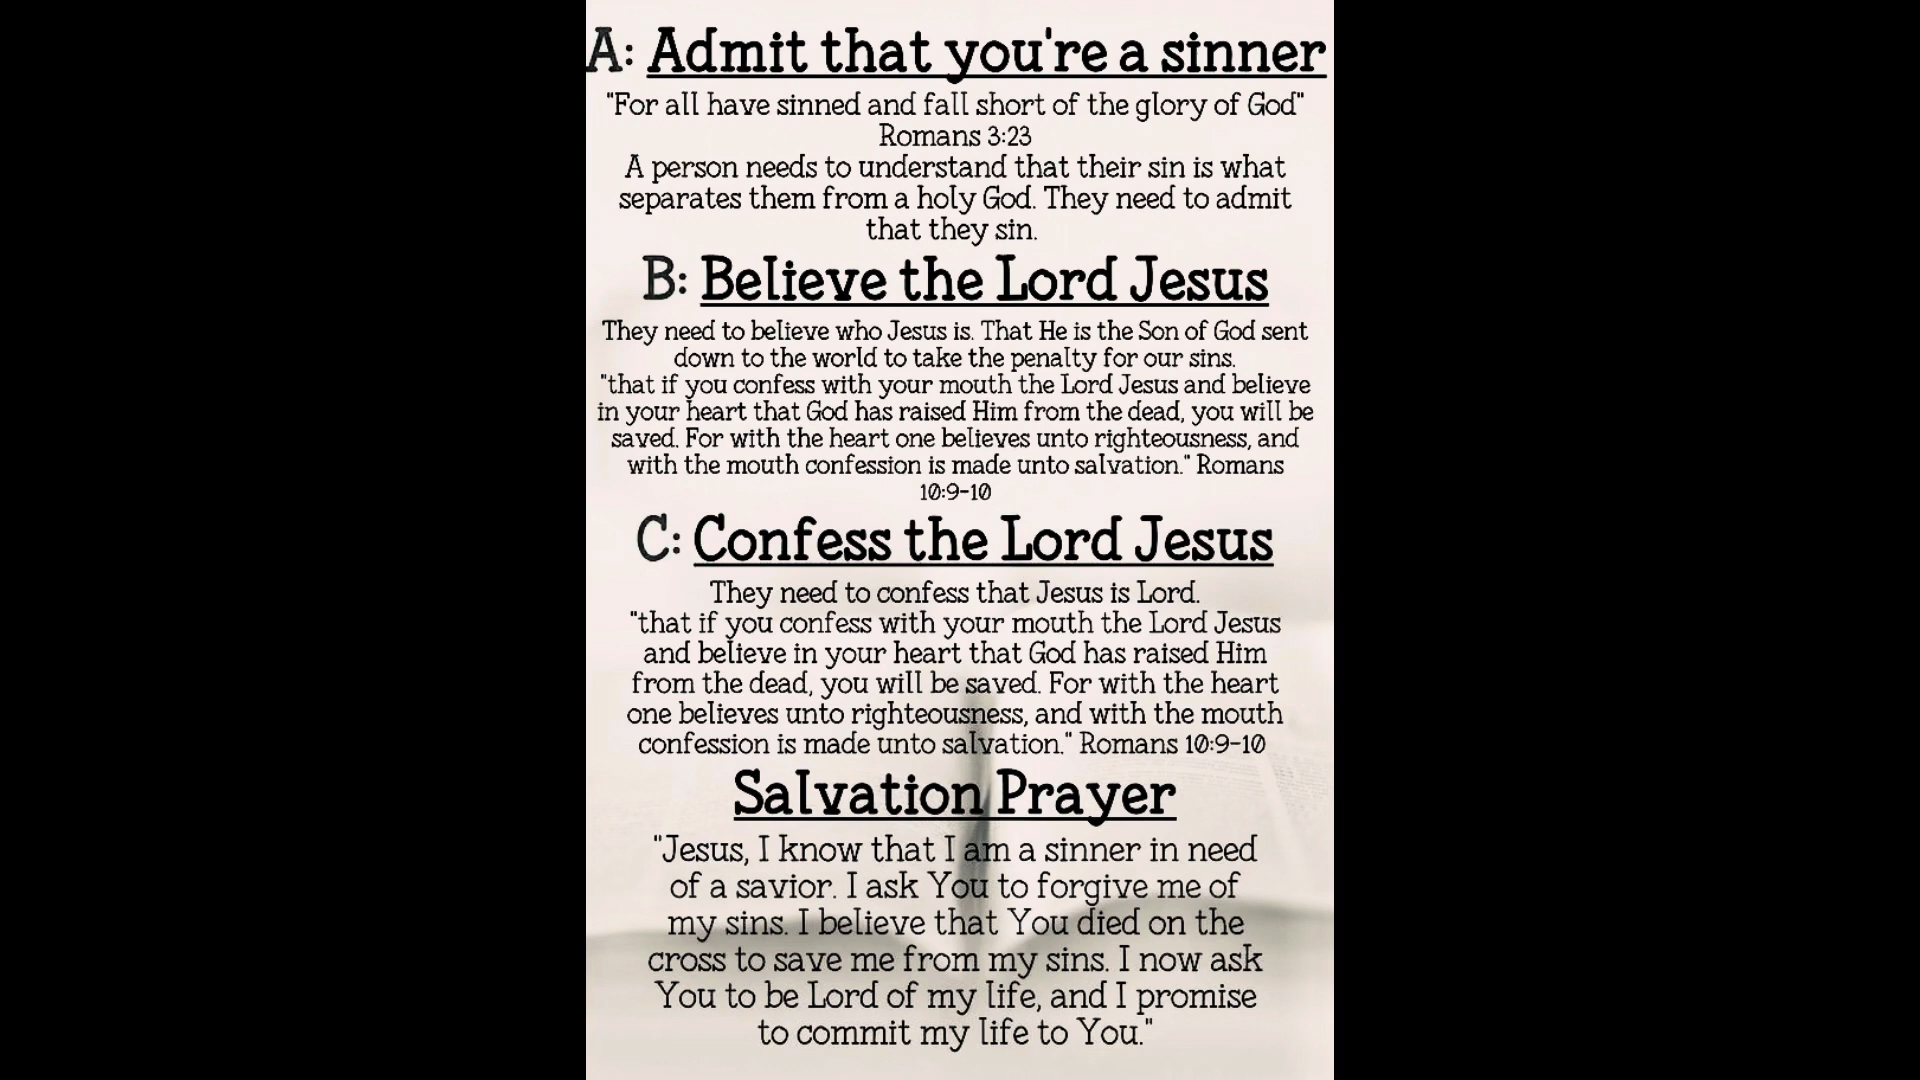 A: Admit that you're a sinner
"For all have sinned and fall short of the glory of God"
Romans 3:23
A person needs to understand that their sin is what
separates them from a holy God. They need to admit
that they sin.
B: Believe the Lord Jesus
They need to believe who Jesus is. That He is the Son of God sent
down to the world to take the penalty for our sins.
"that if you confess with your mouth the Lord Jesus and believe
in your heart that God has raised Him from the dead, you will be
saved. For with the heart one believes unto righteousness, and
with the mouth confession is made unto salvation." Romans
10:9-10
C: Confess the Lord Jesus
They need to confess that Jesus is Lord.
"that if you confess with your mouth the Lord Jesus
and believe in your heart that God has raised Him
from the dead, you will be saved. For with the heart
one believes unto righteousness, and with the mouth
confession is made unto salvation." Romans 10:9-10
Salvation Prayer
"Jesus, I know that I am a sinner in need
of a savior. I ask You to forgive me of
my sins. I believe that You died on the
cross to save me from my sins. I now ask
You to be Lord of my life, and I promise
to commit my life to You."